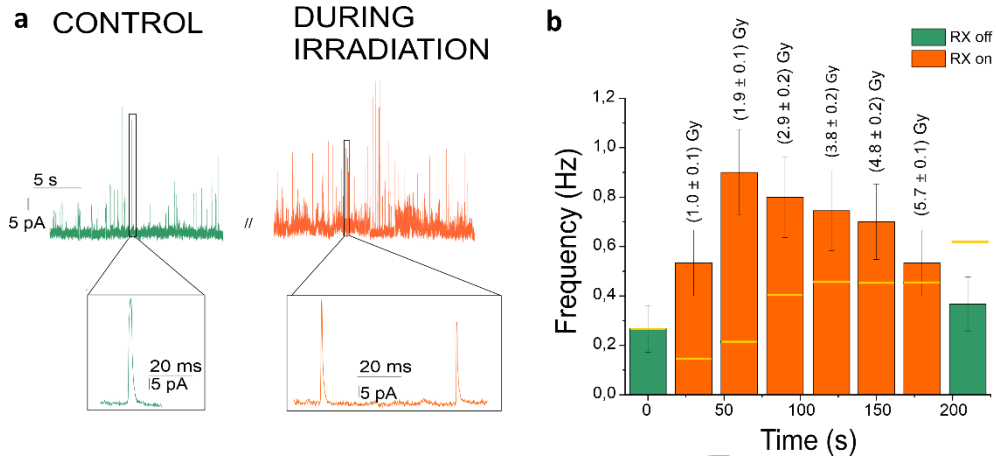 a
CONTROL
DURING
IRRADIATION
5 s
5 pA
//
20 ms
5 pA
20 ms
5 pA
b
RX off
RX on
(1.0 ± 0.1) Gy
(1.9 ± 0.1) Gy
(2.9 ± 0.2) Gy
(3.8 ± 0.2) Gy
(4.8 ± 0.2) Gy
(5.7 ± 0.1) Gy
Frequency (Hz)
1,2
1,0
0,8
0,6
0,4
0,2
0,0
0
50
100
150
200
Time (s)